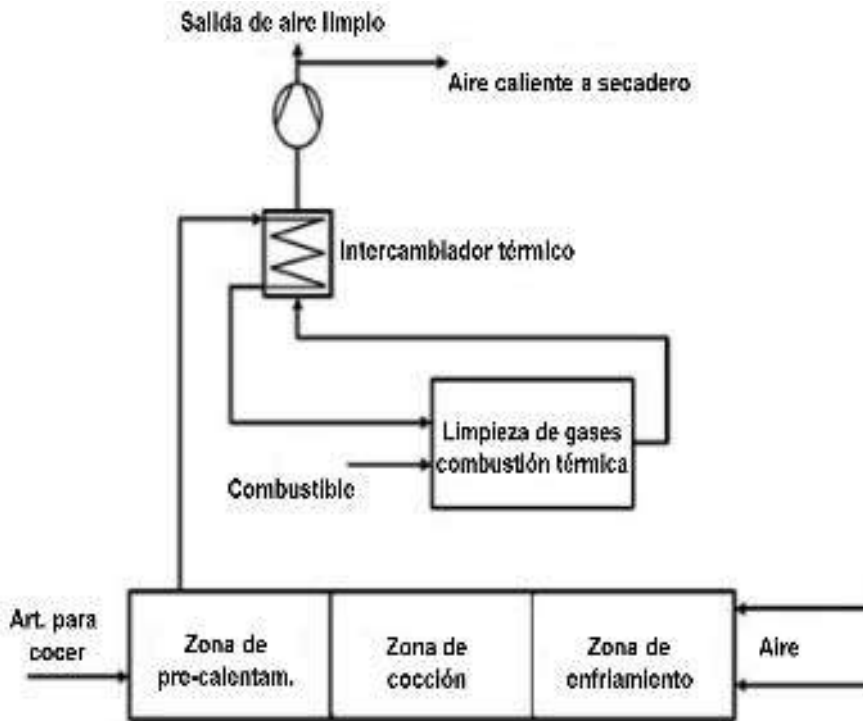 Salida de aire limpio
Aire caliente a secadero
Intercambiador térmico
Limpieza de gases
combustión térmica
Combustible
Art. para
cocer
Zona de
pre-calentam.
Zona de
cocción
Zona de
enfriamiento
Aire